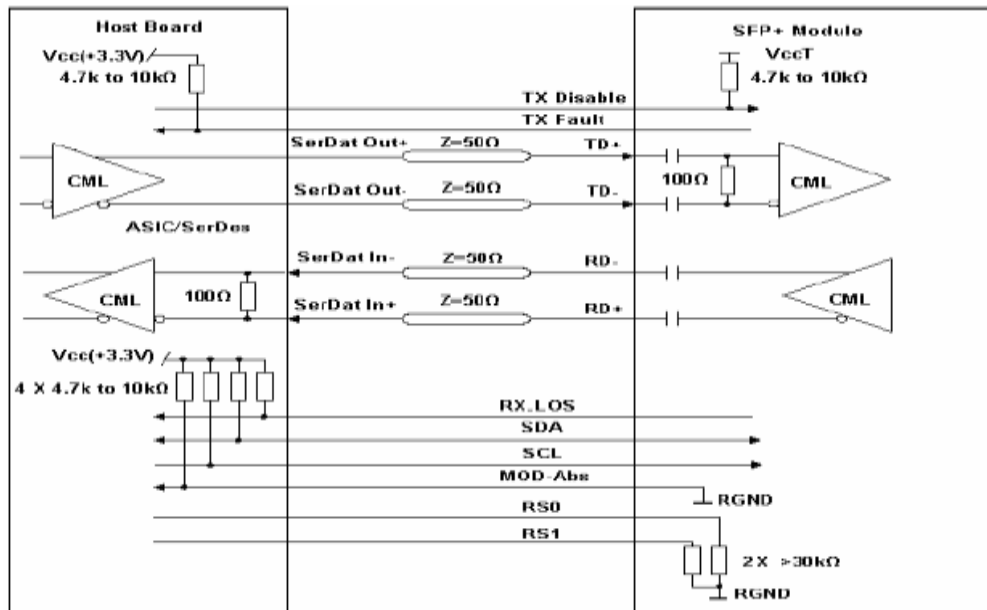 Host Board
SFP+ Module
Vcc(+3.3V)
4.7k to 10kΩ
VccT
4.7k to 10kΩ
TX Disable
TX Fault
SerDat Out+
Z=50Ω
TD+
CML
100Ω
CML
SerDat Out-
Z=50Ω
TD-
ASIC/SerDes
SerDat In-
Z=50Ω
RD-
CML
100Ω
CML
SerDat In+
Z=50Ω
RD+
Vcc(+3.3V)
4 X 4.7k to 10kΩ
RX_LOS
SDA
SCL
MOD-Abs
RGND
RS0
RS1
2 X >30kΩ
RGND